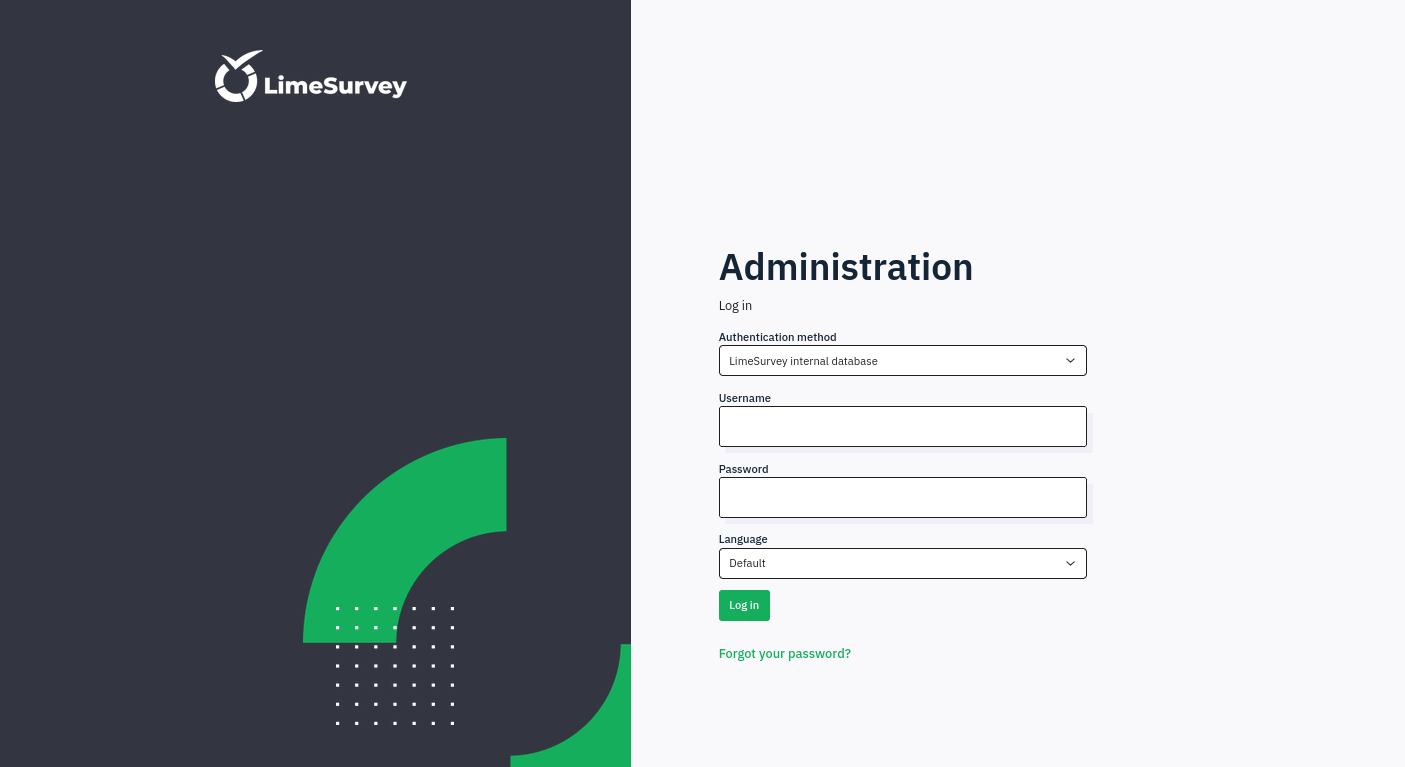 LimeSurvey
Administration
Log in
Authentication method
LimeSurvey internal database
Username
Password
Language
Default
Log in
Forgot your password?